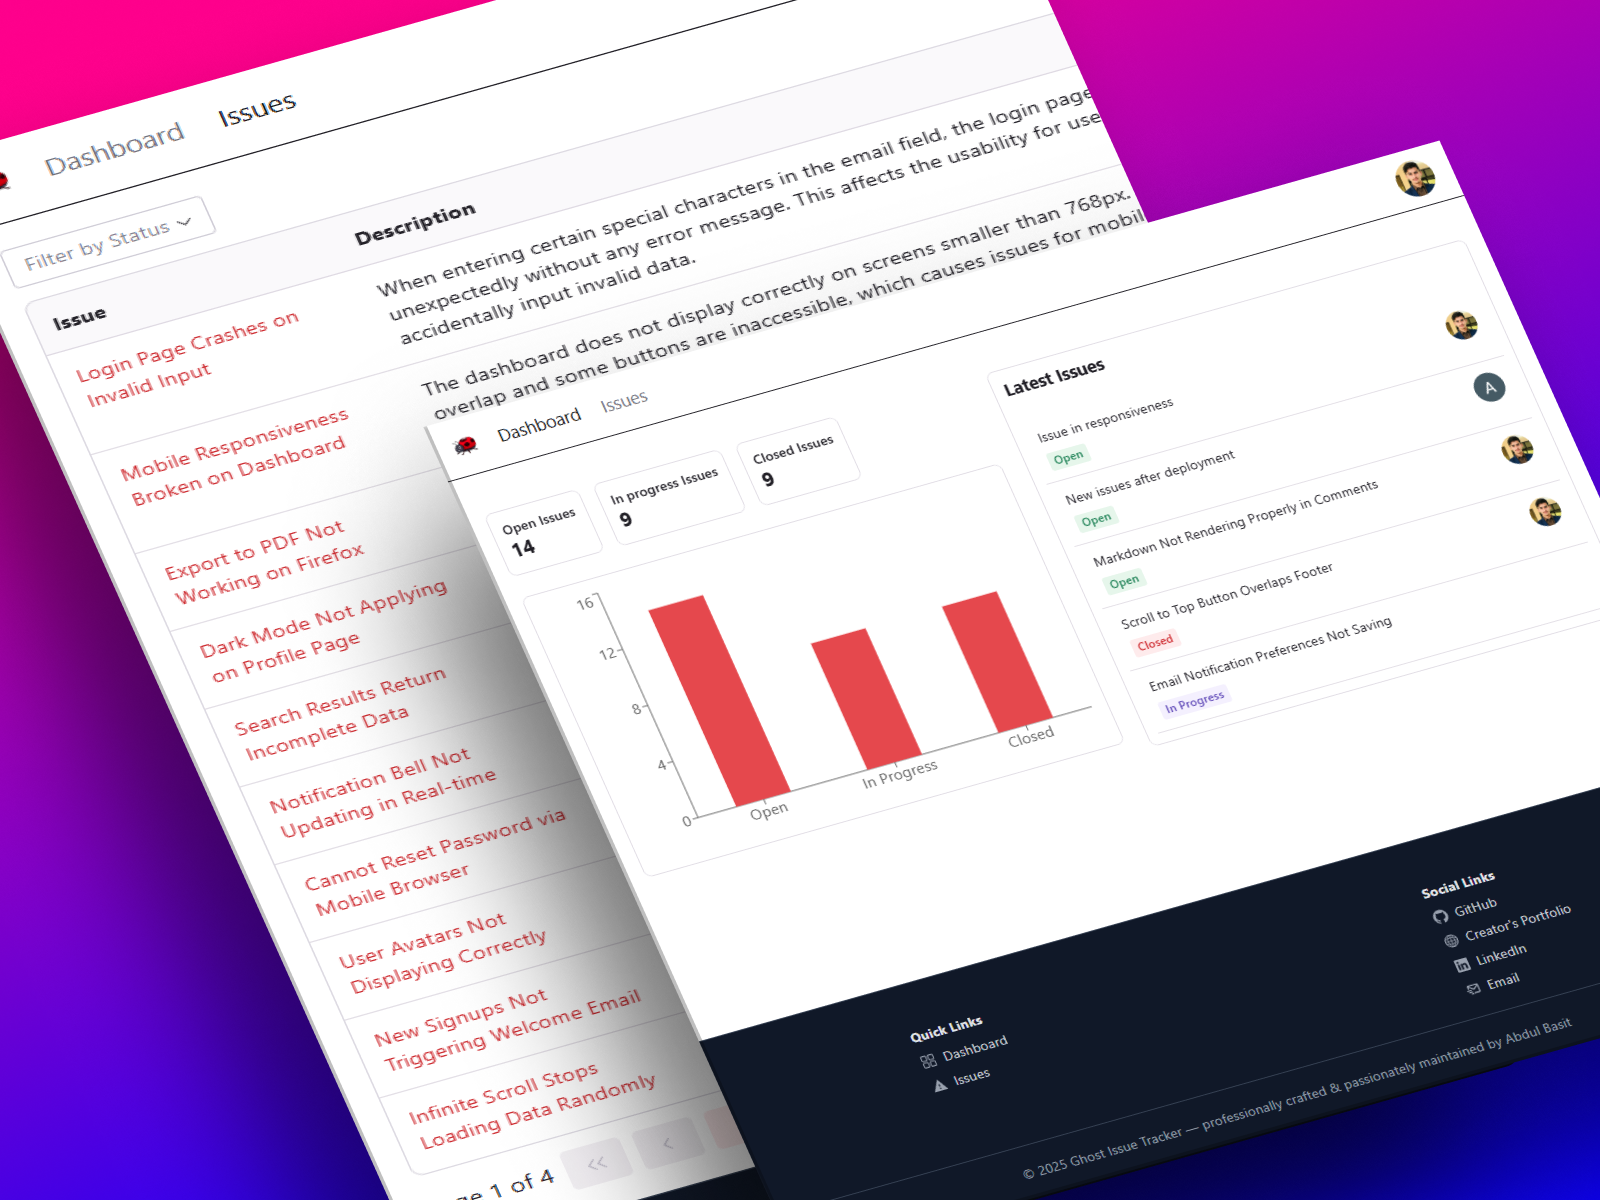 Dashboard
Issues
Filter by Status
Issue
Description
Login Page Crashes on
Invalid Input
When entering certain special characters in the email field, the login page
unexpectedly without any error message. This affects the usability for use
accidentally input invalid data.
Mobile Responsiveness
Broken on Dashboard
The dashboard does not display correctly on screens smaller than 768px.
overlap and some buttons are inaccessible, which causes issues for mobil
Export to PDF Not
Working on Firefox
Dark Mode Not Applying
on Profile Page
Search Results Return
Incomplete Data
Notification Bell Not
Updating in Real-time
Cannot Reset Password via
Mobile Browser
User Avatars Not
Displaying Correctly
New Signups Not
Triggering Welcome Email
Infinite Scroll Stops
Loading Data Randomly
ge 1 of 4
Dashboard
Issues
Open Issues
14
In progress Issues
9
Closed Issues
9
16
12
8
4
0
Open
In Progress
Closed
Latest Issues
Issue in responsiveness
Open
New issues after deployment
Open
A
Markdown Not Rendering Properly in Comments
Open
Scroll to Top Button Overlaps Footer
Closed
Email Notification Preferences Not Saving
In Progress
Quick Links
Dashboard
Issues
Social Links
GitHub
Creator's Portfolio
LinkedIn
Email
© 2025 Ghost Issue Tracker — professionally crafted & passionately maintained by Abdul Basit